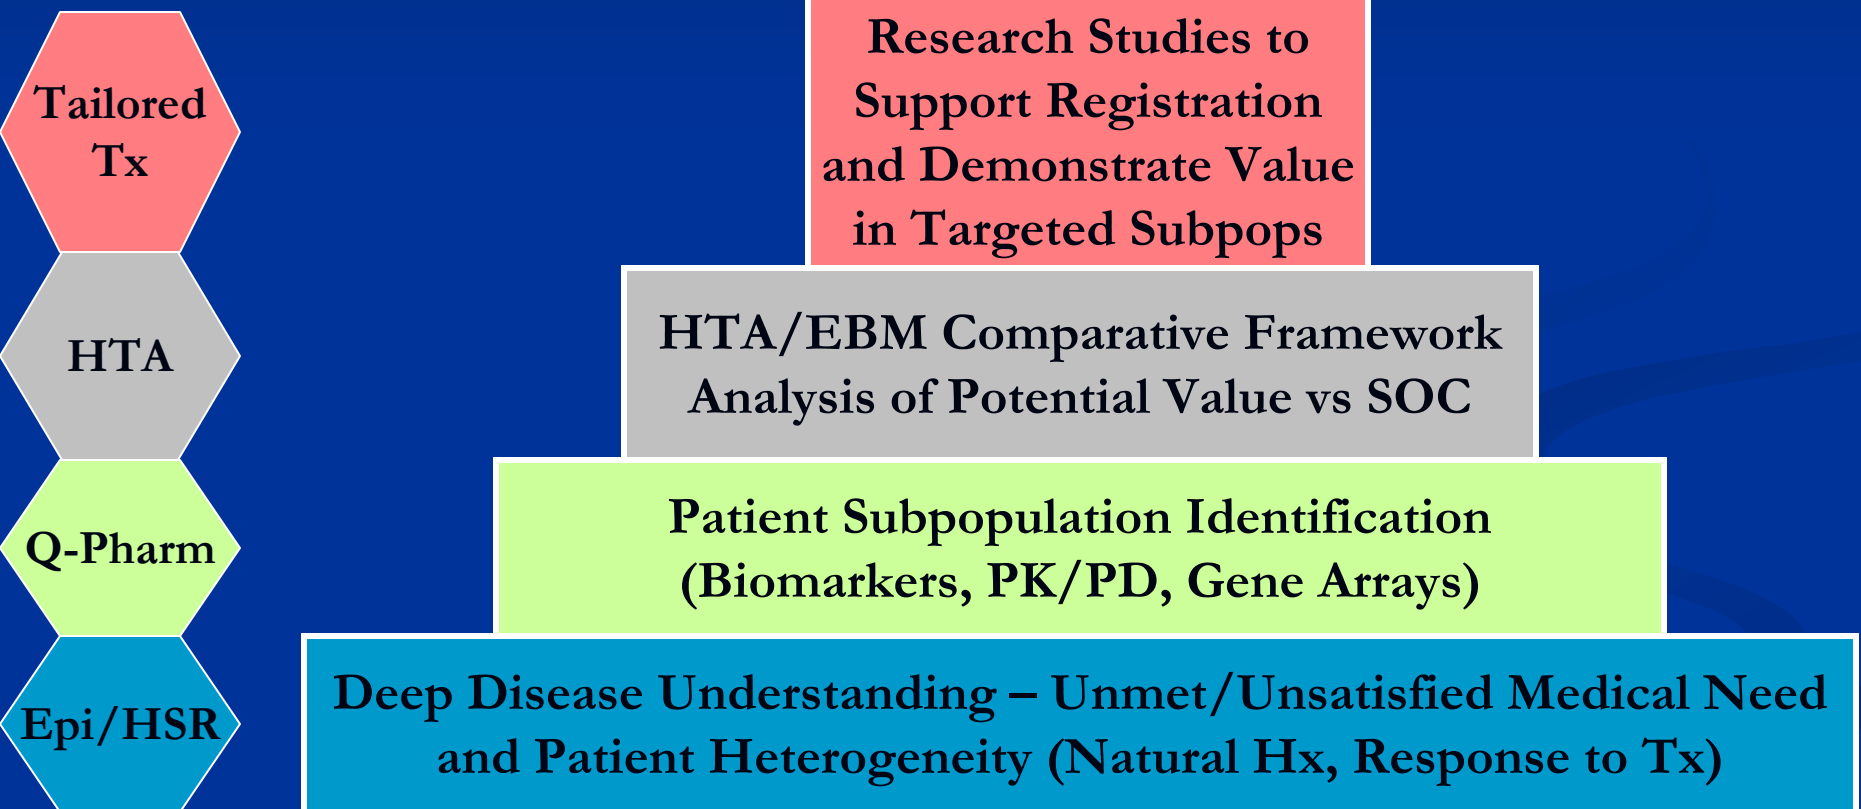 Tailored
Tx
Research Studies to
Support Registration
and Demonstrate Value
in Targeted Subpops
HTA
HTA/EBM Comparative Framework
Analysis of Potential Value vs SOC
Q-Pharm
Patient Subpopulation Identification
(Biomarkers, PK/PD, Gene Arrays)
Epi/HSR
Deep Disease Understanding – Unmet/Unsatisfied Medical Need
and Patient Heterogeneity (Natural Hx, Response to Tx)